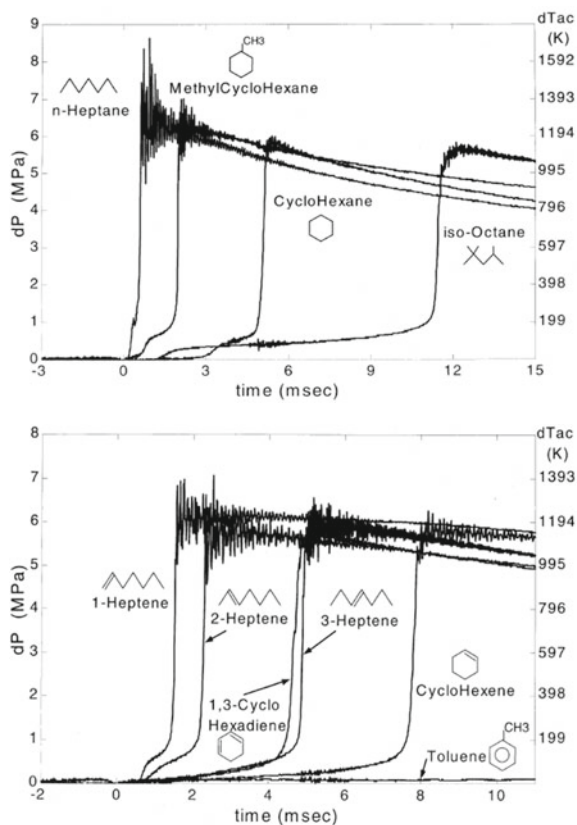 dTac
(K)
9
8
7
6
5
4
3
2
1
0
dP (MPa)
1592
1393
1194
995
796
597
398
199
CH3
MethylCycloHexane
n-Heptane
CycloHexane
iso-Octane
-3 0 3 6 9 12 15
time (msec)
dTac
(K)
8
7
6
5
4
3
2
1
0
dP (MPa)
1393
1194
995
796
597
398
199
1-Heptene
2-Heptene
3-Heptene
1,3-Cyclo
Hexadiene
CycloHexene
CH3
Toluene
-2 0 2 4 6 8 10
time (msec)